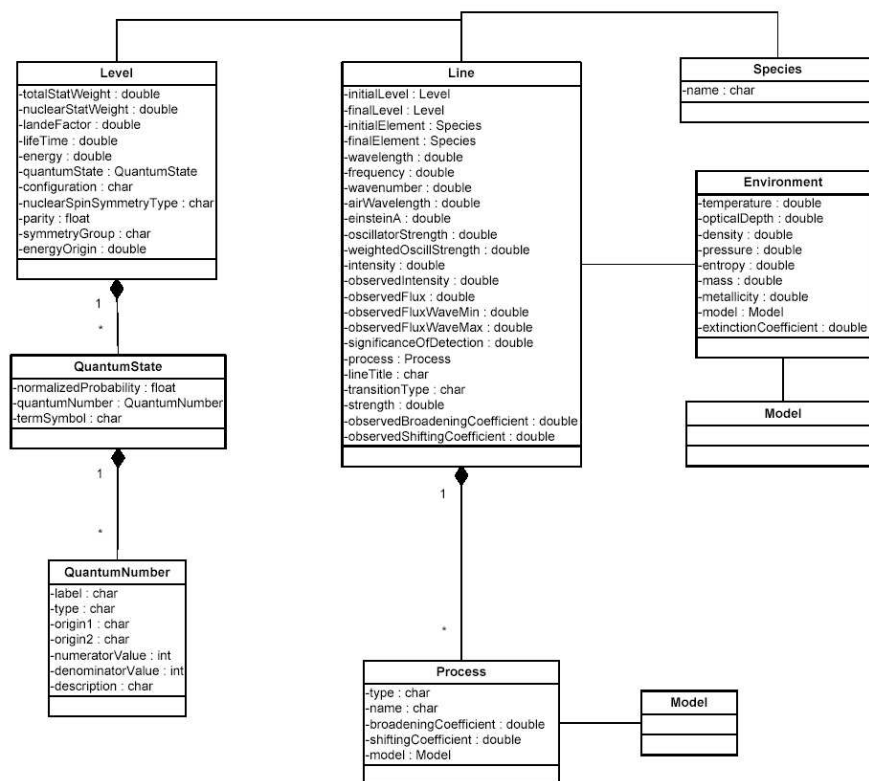 Level
-totalStatWeight : double
-nuclearStatWeight : double
-landeFactor : double
-lifeTime : double
-energy : double
-quantumState : QuantumState
-configuration : char
-nuclearSpinSymmetryType : char
-parity : float
-symmetryGroup : char
-energyOrigin : double
1
*
QuantumState
-normalizedProbability : float
-quantumNumber : QuantumNumber
-termSymbol : char
1
*
QuantumNumber
-label : char
-type : char
-origin1 : char
-origin2 : char
-numeratorValue : int
-denominatorValue : int
-description : char
Line
-initialLevel : Level
-finalLevel : Level
-initialElement : Species
-finalElement : Species
-wavelength : double
-frequency : double
-wavenumber : double
-airWavelength : double
-einsteinA : double
-oscillatorStrength : double
-weightedOscillStrength : double
-intensity : double
-observedIntensity : double
-observedFlux : double
-observedFluxWaveMin : double
-observedFluxWaveMax : double
-significanceOfDetection : double
-process : Process
-lineTitle : char
-transitionType : char
-strength : double
-observedBroadeningCoefficient : double
-observedShiftingCoefficient : double
1
*
Process
-type : char
-name : char
-broadeningCoefficient : double
-shiftingCoefficient : double
-model : Model
Model
Species
-name : char
Environment
-temperature : double
-opticalDepth : double
-density : double
-pressure : double
-entropy : double
-mass : double
-metallicity : double
-model : Model
-extinctionCoefficient : double
Model